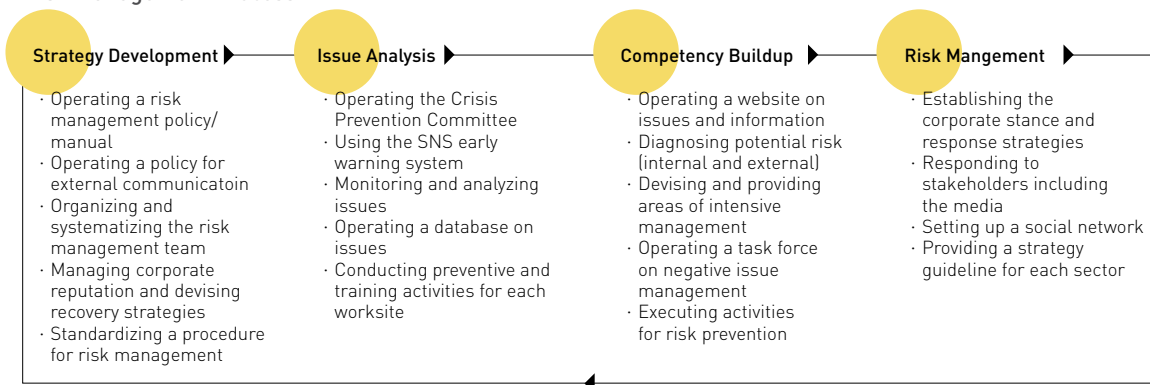 Strategy Development
· Operating a risk
management policy/
manual
· Operating a policy for
external communicatoin
· Organizing and
systematizing the risk
management team
· Managing corporate
reputation and devising
recovery strategies
· Standardizing a procedure
for risk management
Issue Analysis
· Operating the Crisis
Prevention Committee
· Using the SNS early
warning system
· Monitoring and analyzing
issues
· Operating a database on
issues
· Conducting preventive and
training activities for each
worksite
Competency Buildup
· Operating a website on
issues and information
· Diagnosing potential risk
(internal and external)
· Devising and providing
areas of intensive
management
· Operating a task force
on negative issue
management
· Executing activities
for risk prevention
Risk Mangement
· Establishing the
corporate stance and
response strategies
· Responding to
stakeholders including
the media
· Setting up a social network
· Providing a strategy
guideline for each sector